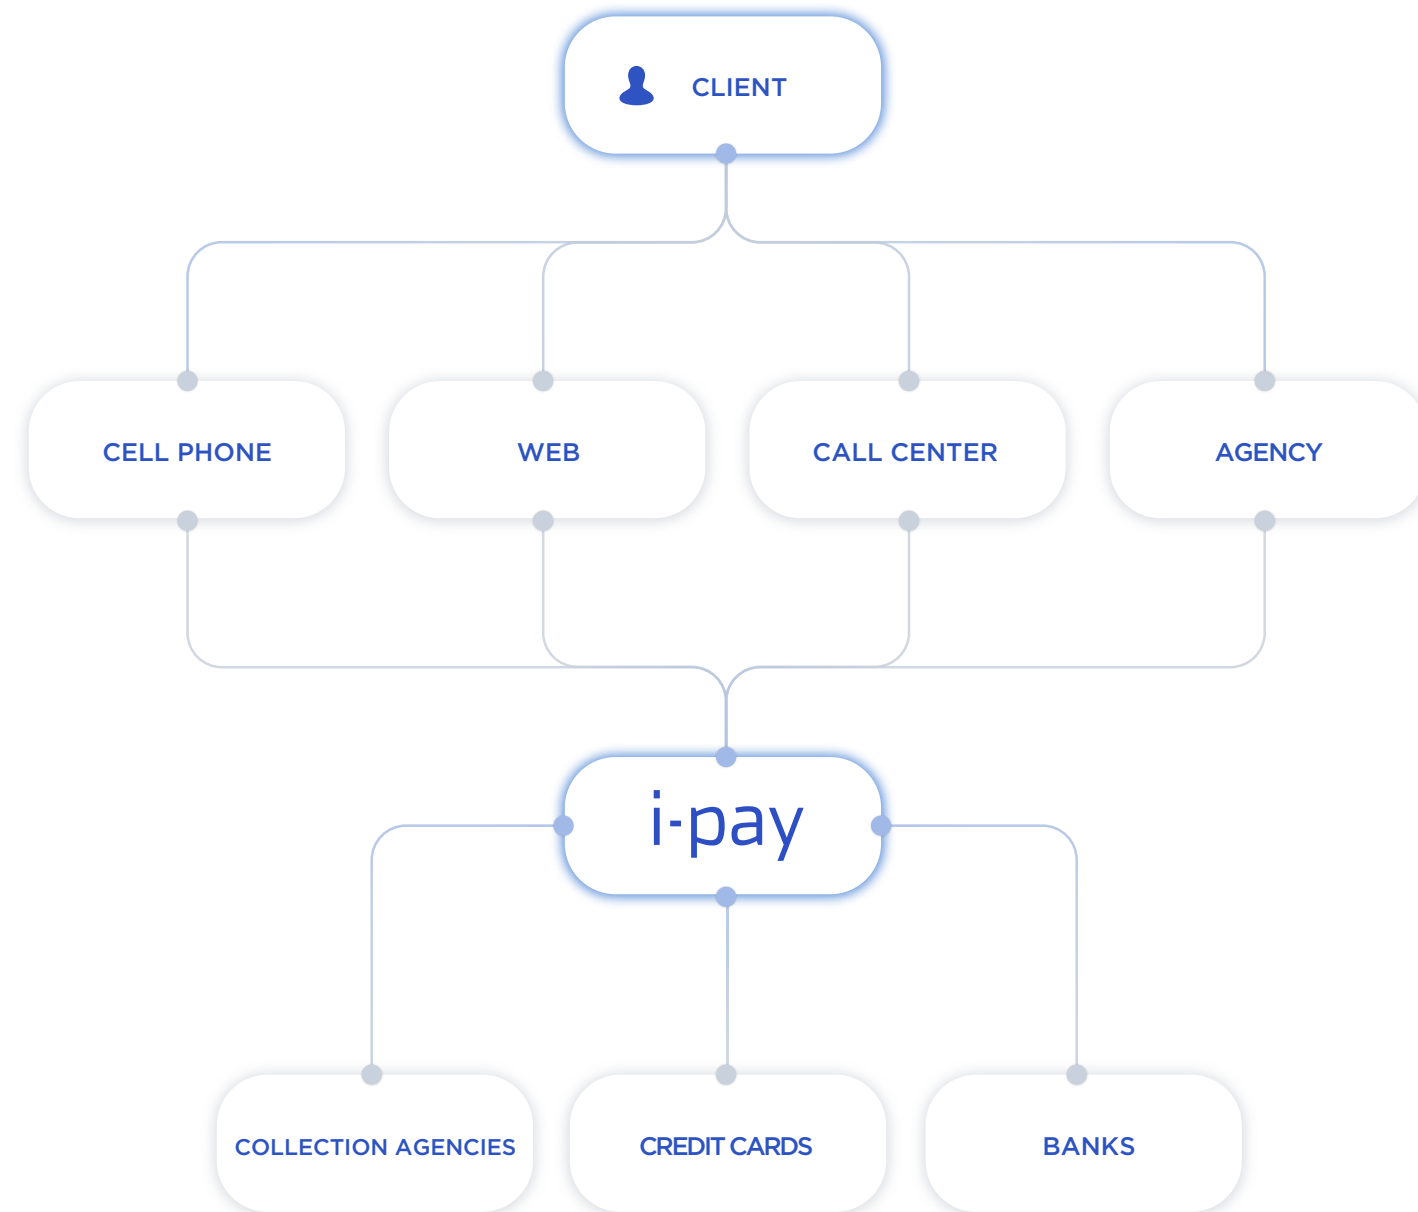 CLIENT
CELL PHONE
WEB
CALL CENTER
AGENCY
i-pay
COLLECTION AGENCIES
CREDIT CARDS
BANKS